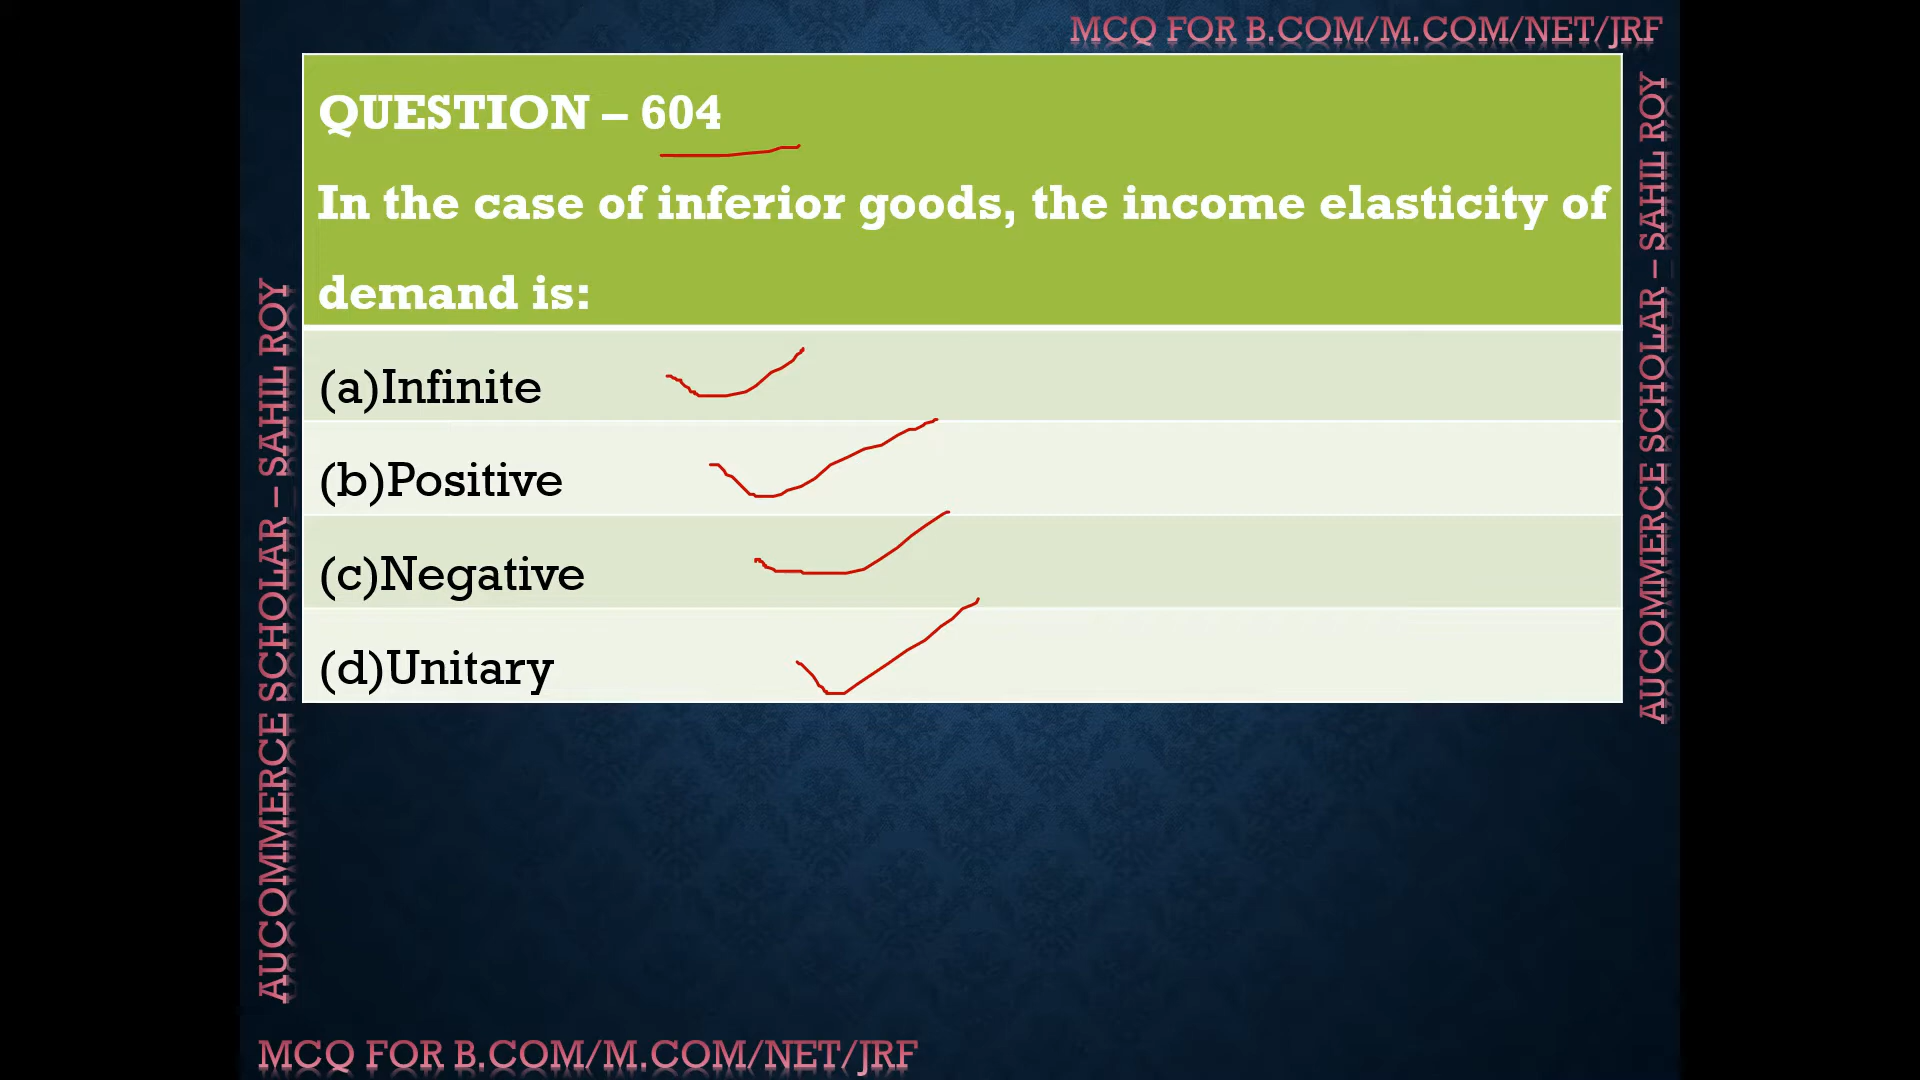 MCQ FOR B.COM/M.COM/NET/JRF
QUESTION – 604
In the case of inferior goods, the income elasticity of
demand is:
(a)Infinite
(b)Positive
(c)Negative
(d)Unitary
AUCOMMERCE SCHOLAR – SAHIL ROY
AUCOMMERCE SCHOLAR – SAHIL ROY
MCQ FOR B.COM/M.COM/NET/JRF